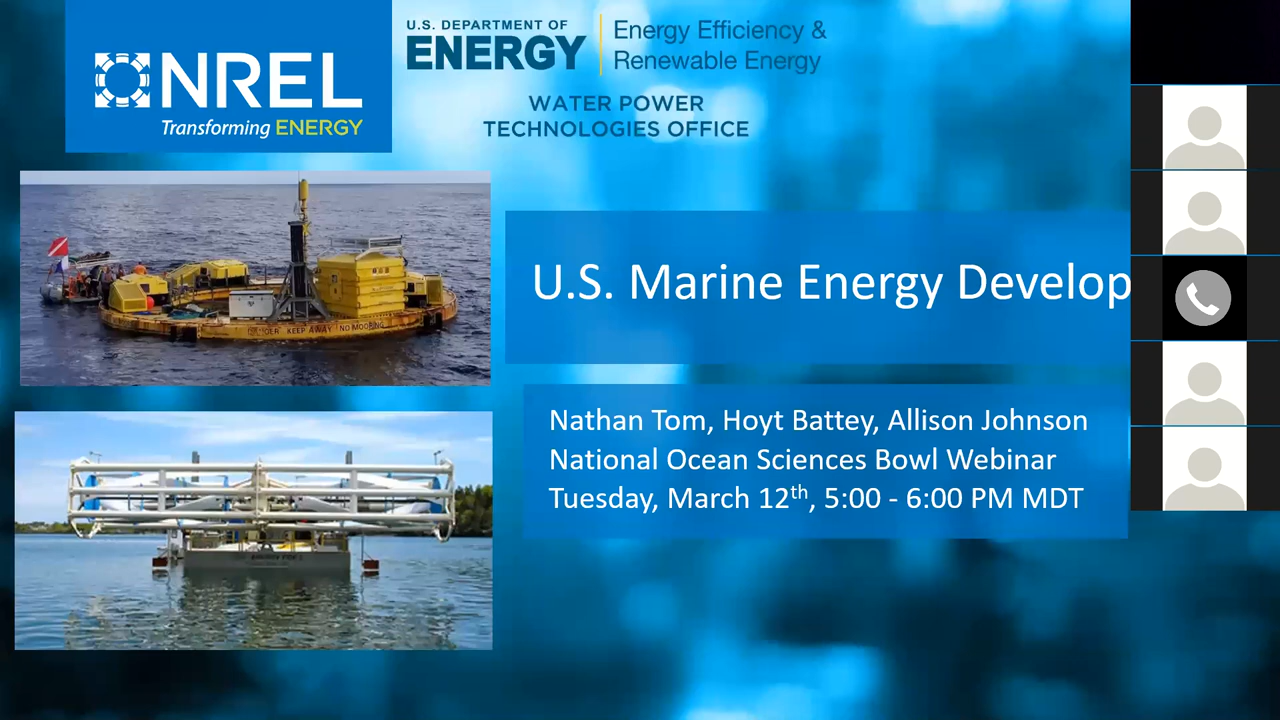 NREL
Transforming ENERGY
U.S. DEPARTMENT OF
ENERGY
Energy Efficiency &
Renewable Energy
WATER POWER
TECHNOLOGIES OFFICE
KEEP AWAY NO MOORING
U.S. Marine Energy Develop
Nathan Tom, Hoyt Battey, Allison Johnson
National Ocean Sciences Bowl Webinar
Tuesday, March 12th, 5:00 - 6:00 PM MDT